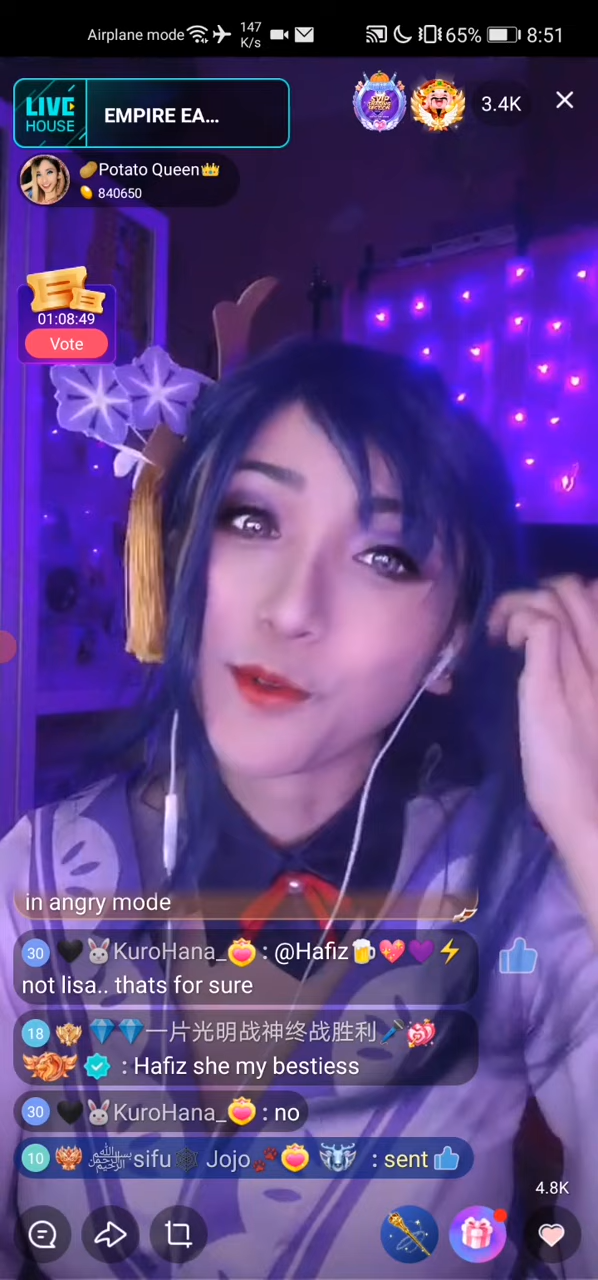 Airplane mode 147 K/s 65% 8:51
LIVE HOUSE EMPIRE EA...
3.4K
🥔Potato Queen👑
840650
01:08:49
Vote
in angry mode
30 🖤🐰KuroHana_ : @Hafiz🍺💖💜⚡
not lisa.. thats for sure
18 💎💎一片光明战神终战胜利
: Hafiz she my bestiess
30 🖤🐰KuroHana_ : no
10 ﷽sifu🕸 Jojo🐾 : sent 👍
4.8K